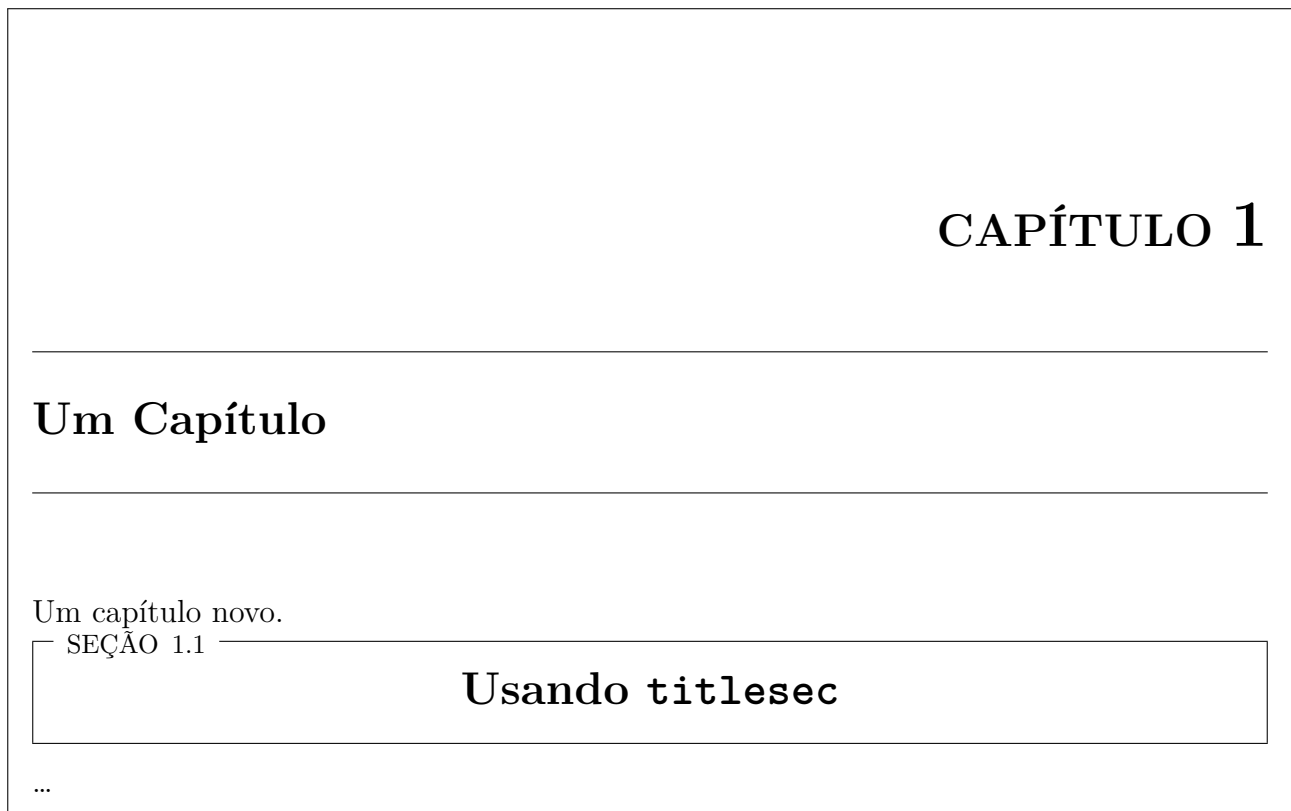 CAPÍTULO 1
Um Capítulo
Um capítulo novo.
SEÇÃO 1.1
Usando titlesec
…